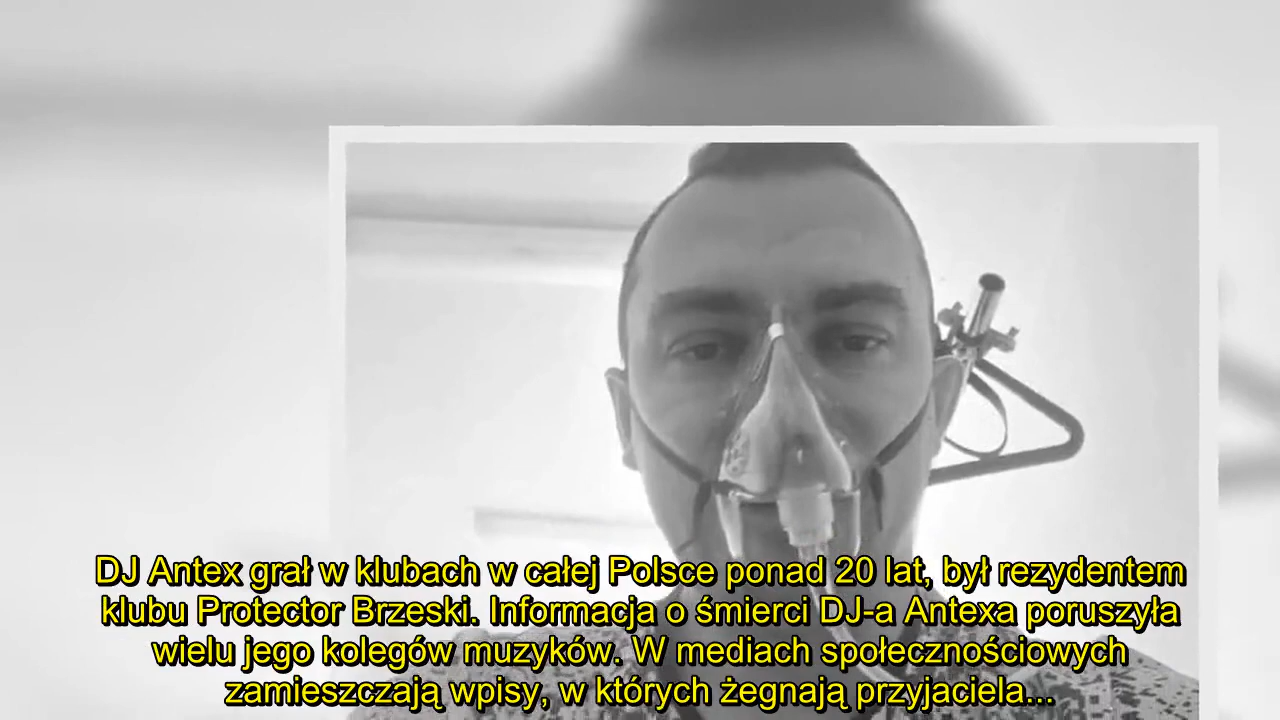 DJ Antex grał w klubach w całej Polsce ponad 20 lat, był rezydentem
klubu Protector Brzeski. Informacja o śmierci DJ-a Antexa poruszyła
wielu jego kolegów muzyków. W mediach społecznościowych
zamieszczają wpisy, w których żegnają przyjaciela...